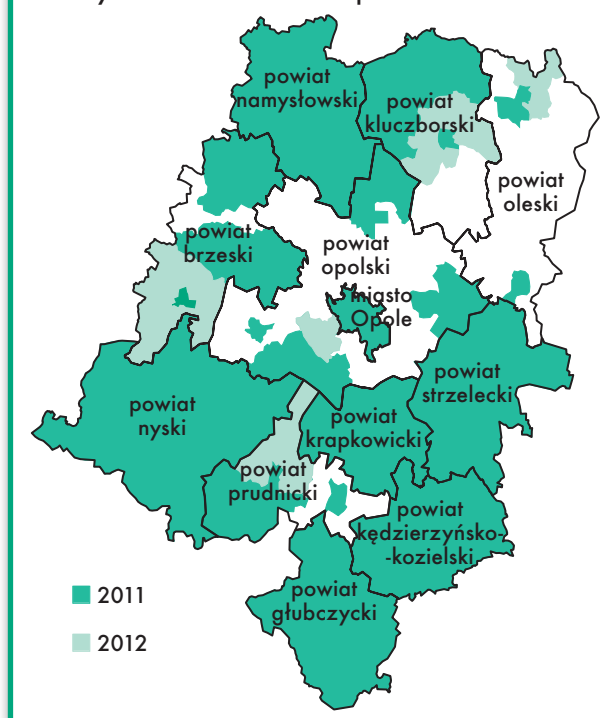 powiat
namysłowski
powiat
kluczborski
powiat
oleski
powiat
brzeski
powiat
opolski
miasto
Opole
powiat
strzelecki
powiat
nyski
powiat
krapkowicki
powiat
prudnicki
powiat
kędzierzyńsko-
-kozielski
powiat
głubczycki
2011
2012